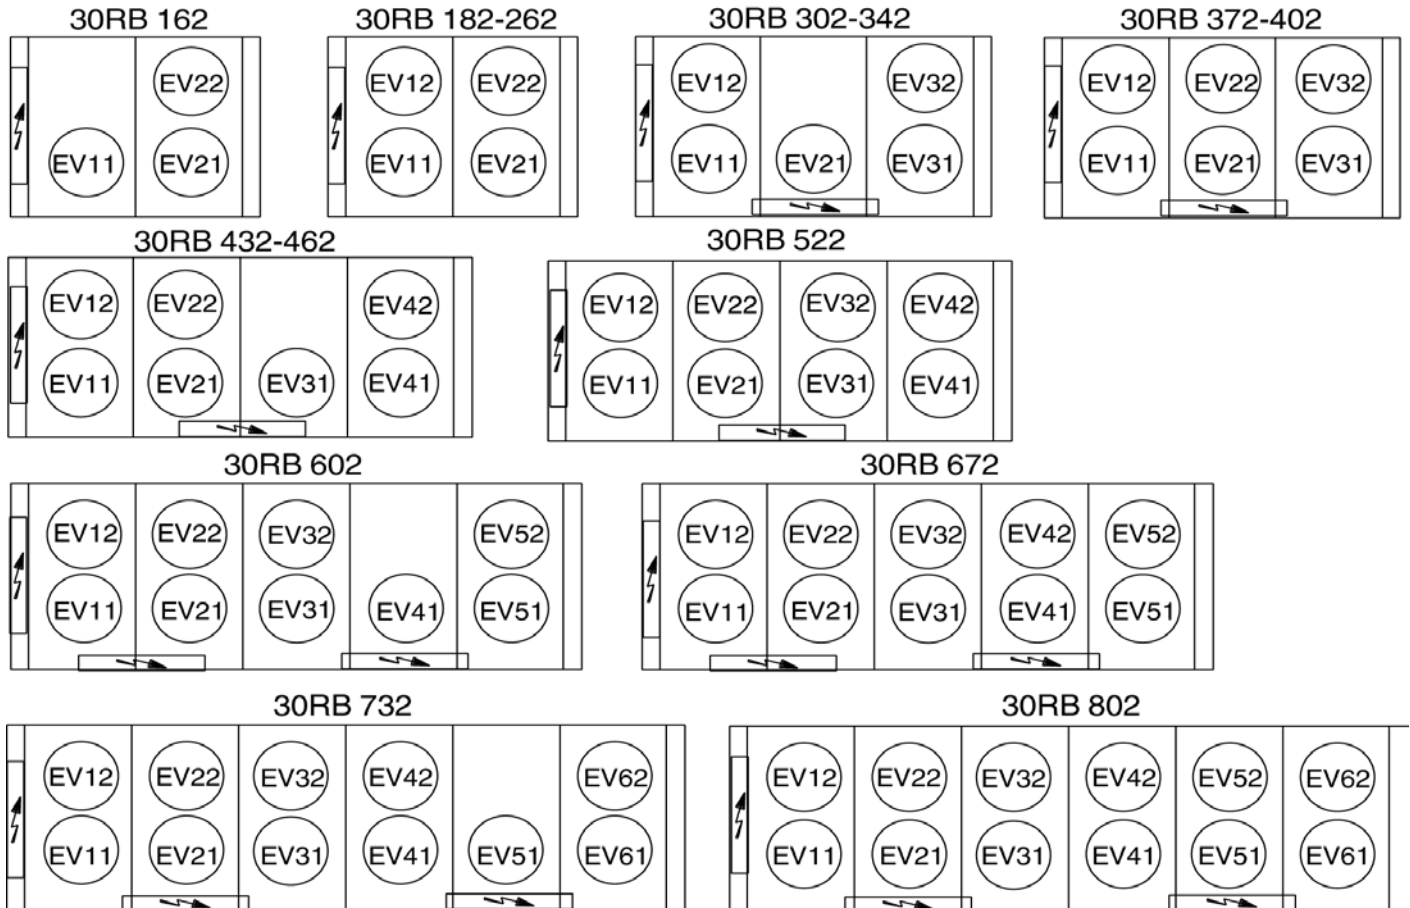 30RB 162 30RB 182-262 30RB 302-342 30RB 372-402
EV22 EV12 EV22 EV12 EV32 EV12 EV22 EV32
EV11 EV21 EV11 EV21 EV11 EV21 EV31 EV11 EV21 EV31
30RB 432-462 30RB 522
EV12 EV22 EV42 EV12 EV22 EV32 EV42
EV11 EV21 EV31 EV41 EV11 EV21 EV31 EV41
30RB 602 30RB 672
EV12 EV22 EV32 EV52 EV12 EV22 EV32 EV42 EV52
EV11 EV21 EV31 EV41 EV51 EV11 EV21 EV31 EV41 EV51
30RB 732 30RB 802
EV12 EV22 EV32 EV42 EV62 EV12 EV22 EV32 EV42 EV52 EV62
EV11 EV21 EV31 EV41 EV51 EV61 EV11 EV21 EV31 EV41 EV51 EV61